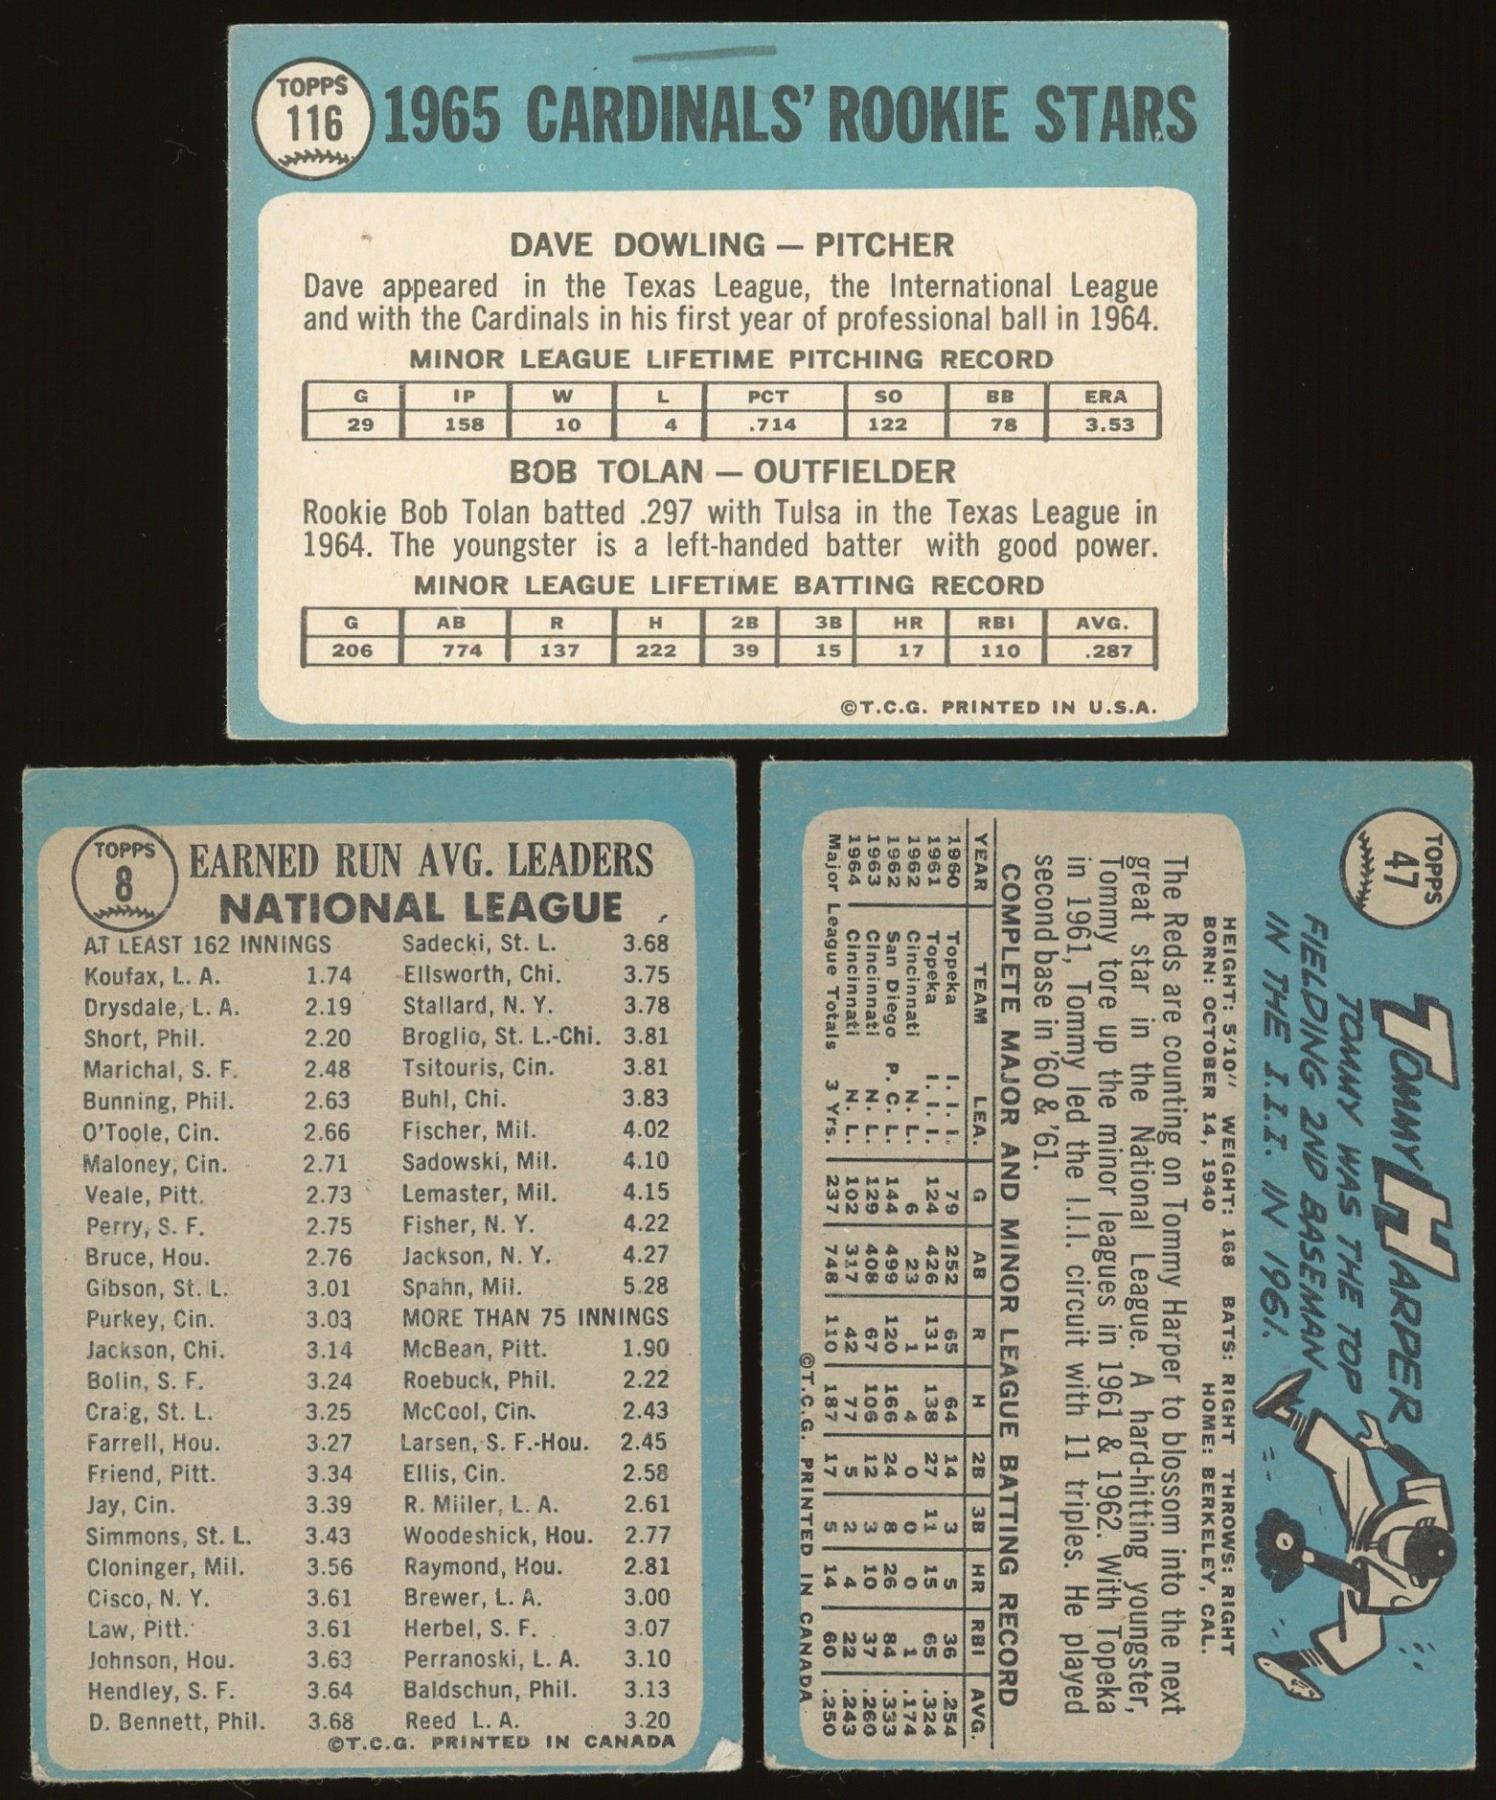 TOPPS
116
1965 CARDINALS' ROOKIE STARS
DAVE DOWLING — PITCHER
Dave appeared in the Texas League, the International League
and with the Cardinals in his first year of professional ball in 1964.
MINOR LEAGUE LIFETIME PITCHING RECORD
G IP W L PCT SO BB ERA
29 158 10 4 .714 122 78 3.53
BOB TOLAN — OUTFIELDER
Rookie Bob Tolan batted .297 with Tulsa in the Texas League in
1964. The youngster is a left-handed batter with good power.
MINOR LEAGUE LIFETIME BATTING RECORD
G AB R H 2B 3B HR RBI AVG.
206 774 137 222 39 15 17 110 .287
©T.C.G. PRINTED IN U.S.A.
TOPPS
8
EARNED RUN AVG. LEADERS
NATIONAL LEAGUE
AT LEAST 162 INNINGS
Koufax, L. A. 1.74
Drysdale, L. A. 2.19
Short, Phil. 2.20
Marichal, S. F. 2.48
Bunning, Phil. 2.63
O'Toole, Cin. 2.66
Maloney, Cin. 2.71
Veale, Pitt. 2.73
Perry, S. F. 2.75
Bruce, Hou. 2.76
Gibson, St. L. 3.01
Purkey, Cin. 3.03
Jackson, Chi. 3.14
Bolin, S. F. 3.24
Craig, St. L. 3.25
Farrell, Hou. 3.27
Friend, Pitt. 3.34
Jay, Cin. 3.39
Simmons, St. L. 3.43
Cloninger, Mil. 3.56
Cisco, N. Y. 3.61
Law, Pitt. 3.61
Johnson, Hou. 3.63
Hendley, S. F. 3.64
D. Bennett, Phil. 3.68
Sadecki, St. L. 3.68
Ellsworth, Chi. 3.75
Stallard, N. Y. 3.78
Broglio, St. L.-Chi. 3.81
Tsitouris, Cin. 3.81
Buhl, Chi. 3.83
Fischer, Mil. 4.02
Sadowski, Mil. 4.10
Lemaster, Mil. 4.15
Fisher, N. Y. 4.22
Jackson, N. Y. 4.27
Spahn, Mil. 5.28
MORE THAN 75 INNINGS
McBean, Pitt. 1.90
Roebuck, Phil. 2.22
McCool, Cin. 2.43
Larsen, S. F.-Hou. 2.45
Ellis, Cin. 2.58
R. Miller, L. A. 2.61
Woodeshick, Hou. 2.77
Raymond, Hou. 2.81
Brewer, L. A. 3.00
Herbel, S. F. 3.07
Perranoski, L. A. 3.10
Baldschun, Phil. 3.13
Reed L. A. 3.20
©T.C.G. PRINTED IN CANADA
TOPPS
47
TOMMY HARPER
TOMMY WAS THE TOP
FIELDING 2ND BASEMAN
IN THE I.I.I. IN 1961.
HEIGHT: 5'10" WEIGHT: 168 BATS: RIGHT THROWS: RIGHT
BORN: OCTOBER 14, 1940 HOME: BERKELEY, CAL.
The Reds are counting on Tommy Harper to blossom into the next
great star in the National League. A hard-hitting youngster,
Tommy tore up the minor leagues in 1961 & 1962. With Topeka
in 1961, Tommy led the I.I.I. circuit with 11 triples. He played
second base in '60 & '61.
COMPLETE MAJOR AND MINOR LEAGUE BATTING RECORD
YEAR TEAM LEA. G AB R H 2B 3B HR RBI AVG.
1960 Topeka I. I. I. 79 252 65 64 14 3 5 36 .254
1961 Topeka I. I. I. 124 426 131 138 27 11 15 65 .324
1962 Cincinnati N. L. 6 23 1 4 0 0 0 1 .174
1962 San Diego P. C. L. 144 499 120 166 24 8 26 84 .333
1963 Cincinnati N. L. 129 408 67 106 12 3 10 37 .260
1964 Cincinnati N. L. 102 317 42 77 5 2 4 22 .243
Major League Totals 3 Yrs. 237 748 110 187 17 5 14 60 .250
©T.C.G. PRINTED IN CANADA